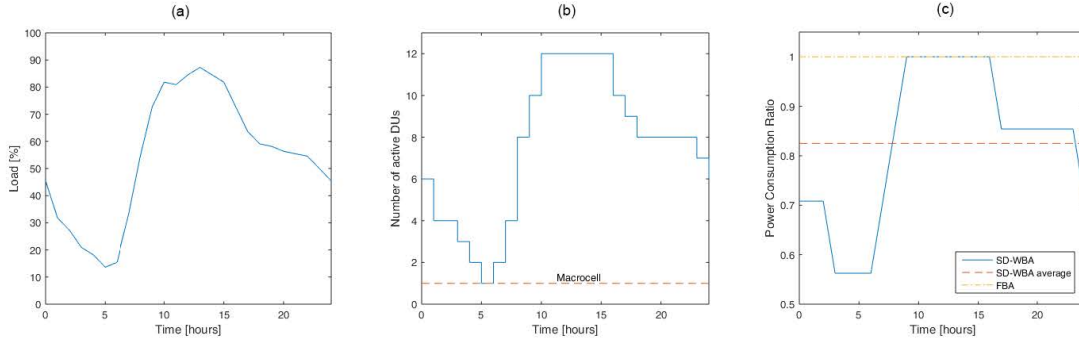 (a)
100
90
80
70
60
50
40
30
20
10
0
Load [%]
0 5 10 15 20
Time [hours]
(b)
12
10
8
6
4
2
0
Number of active DUs
Macrocell
0 5 10 15 20
Time [hours]
(c)
1
0.9
0.8
0.7
0.6
0.5
Power Consumption Ratio
SD-WBA
SD-WBA average
FBA
0 5 10 15 20
Time [hours]